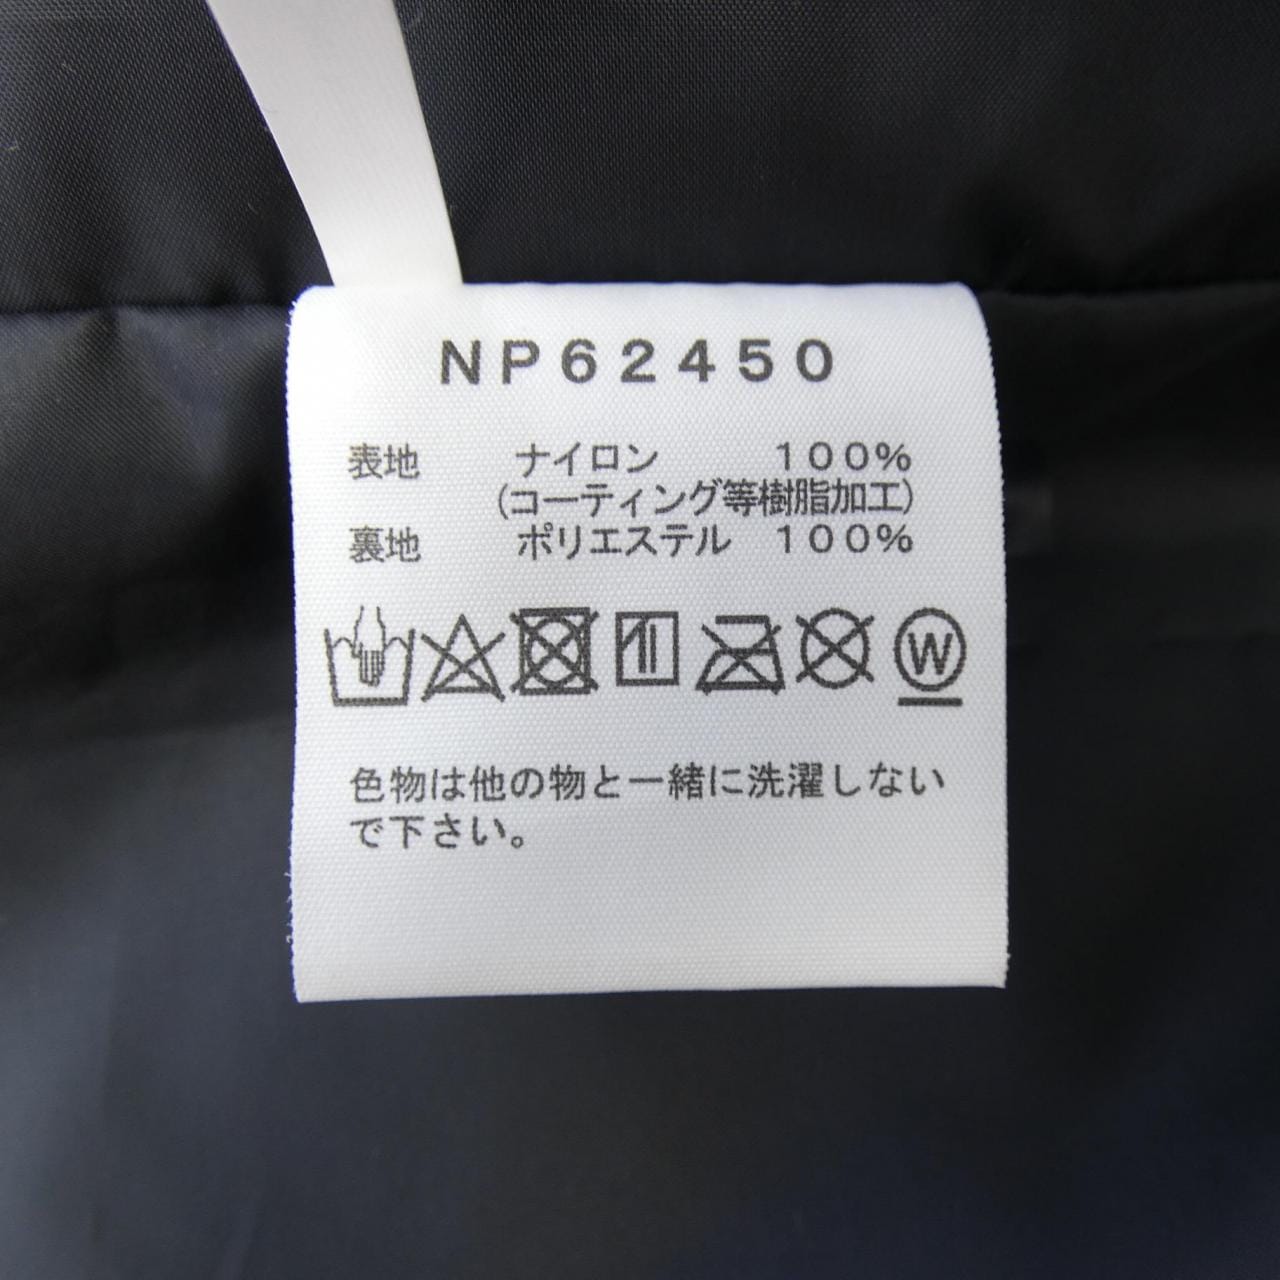 NP62450
表地 ナイロン 100%
(コーティング等樹脂加工)
裏地 ポリエステル 100%
W
色物は他の物と一緒に洗濯しない
で下さい。